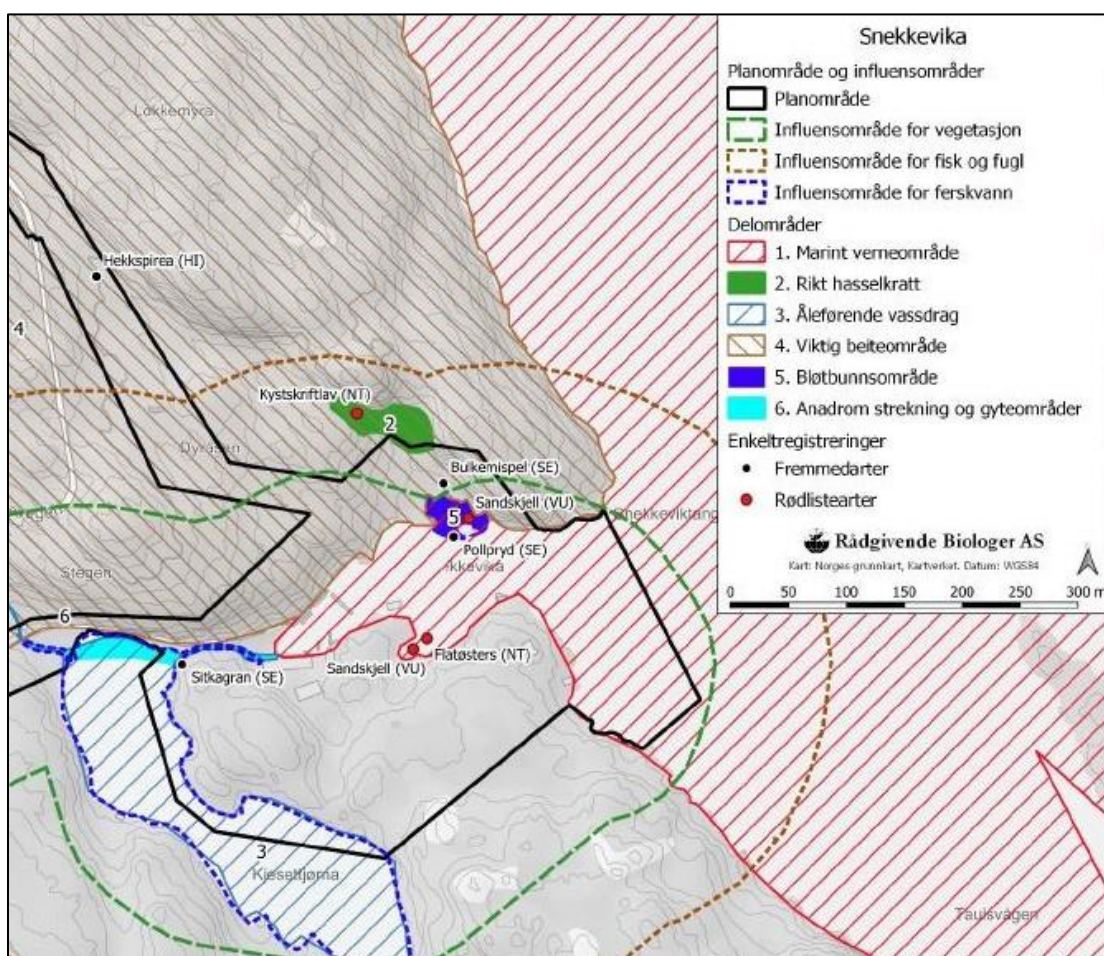 Snekkevika
Planområde og influensområder
Planområde
Influensområde for vegetasjon
Influensområde for fisk og fugl
Influensområde for ferskvann
Delområder
1. Marint verneområde
2. Rikt hasselkratt
3. Åleførende vassdrag
4. Viktig beiteområde
5. Bløtbunnsområde
6. Anadrom strekning og gyteområder
Enkeltregistreringer
Fremmedarter
Rødlistearter
Rådgivende Biologer AS
Kart: Norges grunnkart, Kartverket. Datum: WGS84
0 50 100 150 200 250 300 m
Løkkemyra
Hekkspirea (HI)
4
Kystskriftlav (NT)
2
Dyråsen
Bulkemispel (SE)
Sandskjell (VU)
5
Pollpryd (SE)
Stegen
6
Sandskjell (VU)
Flatøsters (NT)
Sitkagran (SE)
3
Kjesettjørna
Taulsvågen